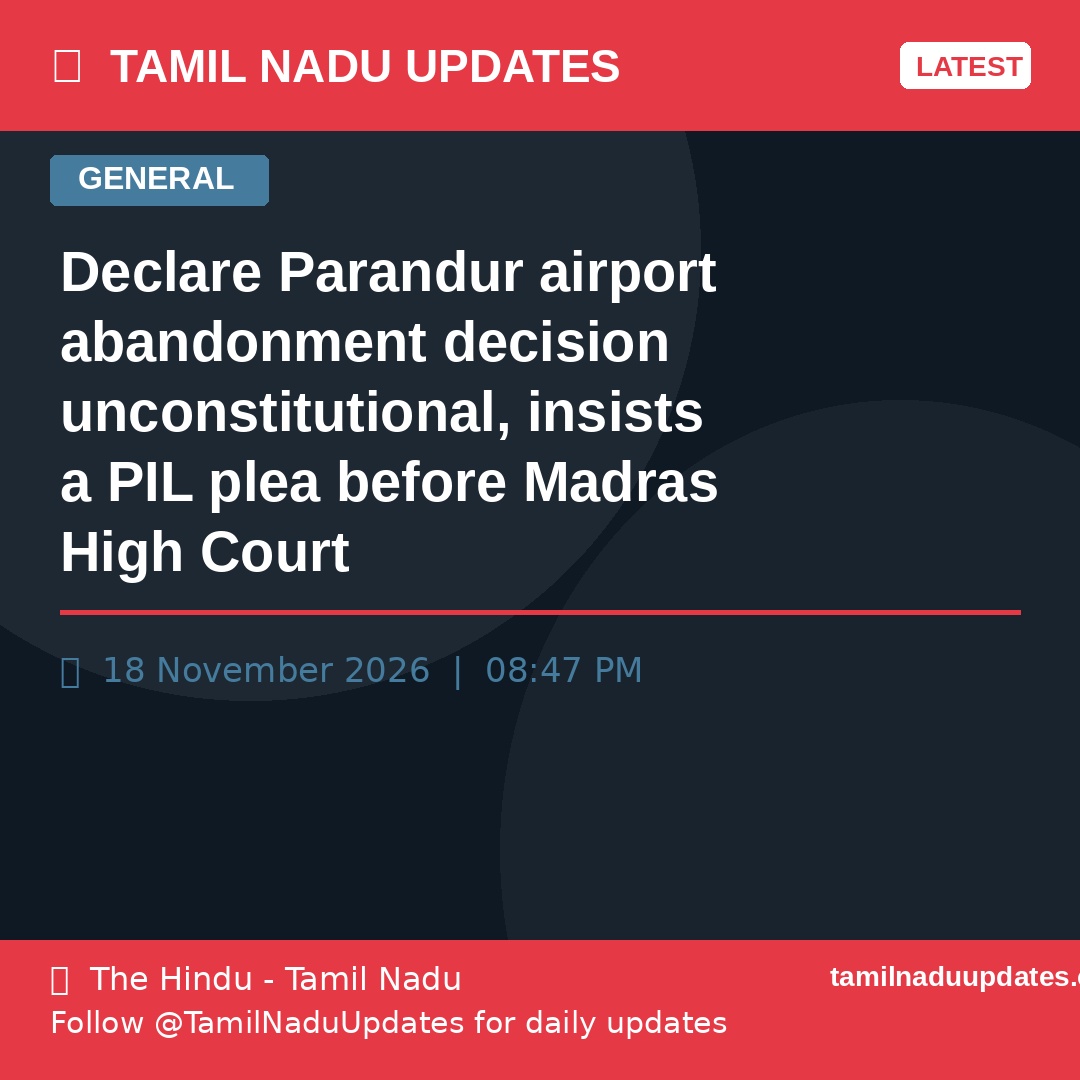 TAMIL NADU UPDATES
LATEST
GENERAL
Declare Parandur airport
abandonment decision
unconstitutional, insists
a PIL plea before Madras
High Court
18 November 2026 | 08:47 PM
The Hindu - Tamil Nadu
tamilnaduupdates.
Follow @TamilNaduUpdates for daily updates